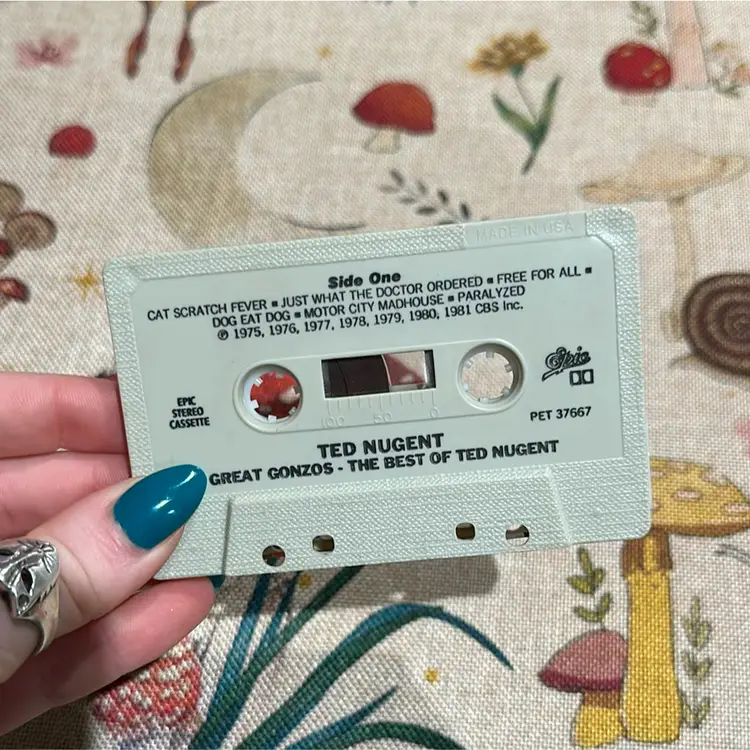 MADE IN USA
Side One
CAT SCRATCH FEVER ■ JUST WHAT THE DOCTOR ORDERED ■ FREE FOR ALL ■
DOG EAT DOG ■ MOTOR CITY MADHOUSE ■ PARALYZED
℗ 1975, 1976, 1977, 1978, 1979, 1980, 1981 CBS Inc.
Epic
EPIC
STEREO
CASSETTE
100 50 0
PET 37667
TED NUGENT
GREAT GONZOS - THE BEST OF TED NUGENT